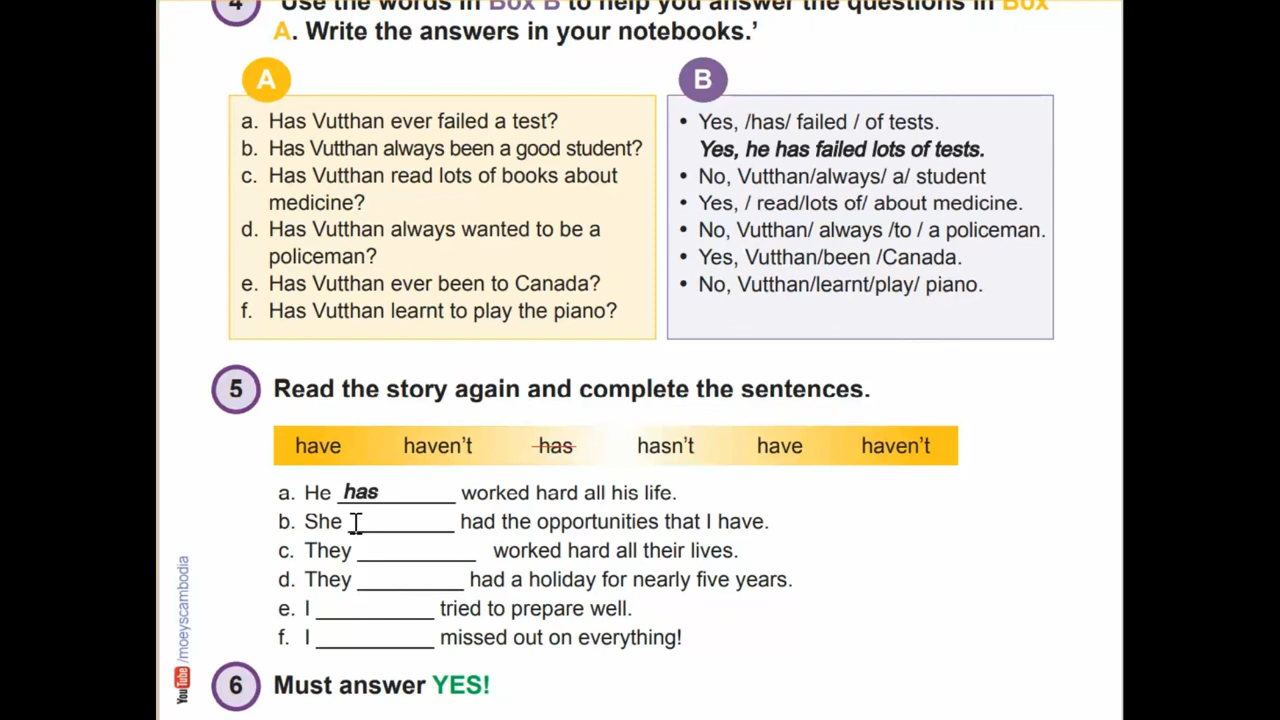 4 'Use the words in Box B to help you answer the questions in Box
A. Write the answers in your notebooks.'
A
a. Has Vutthan ever failed a test?
b. Has Vutthan always been a good student?
c. Has Vutthan read lots of books about
medicine?
d. Has Vutthan always wanted to be a
policeman?
e. Has Vutthan ever been to Canada?
f. Has Vutthan learnt to play the piano?
B
• Yes, /has/ failed / of tests.
Yes, he has failed lots of tests.
• No, Vutthan/always/ a/ student
• Yes, / read/lots of/ about medicine.
• No, Vutthan/ always /to / a policeman.
• Yes, Vutthan/been /Canada.
• No, Vutthan/learnt/play/ piano.
5 Read the story again and complete the sentences.
have haven't has hasn't have haven't
a. He has worked hard all his life.
b. She ________ had the opportunities that I have.
c. They ________ worked hard all their lives.
d. They ________ had a holiday for nearly five years.
e. I ________ tried to prepare well.
f. I ________ missed out on everything!
6 Must answer YES!
YouTube /moeyscambodia